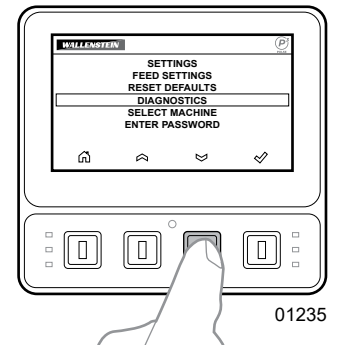 WALLENSTEIN
P
SETTINGS
FEED SETTINGS
RESET DEFAULTS
DIAGNOSTICS
SELECT MACHINE
ENTER PASSWORD
01235